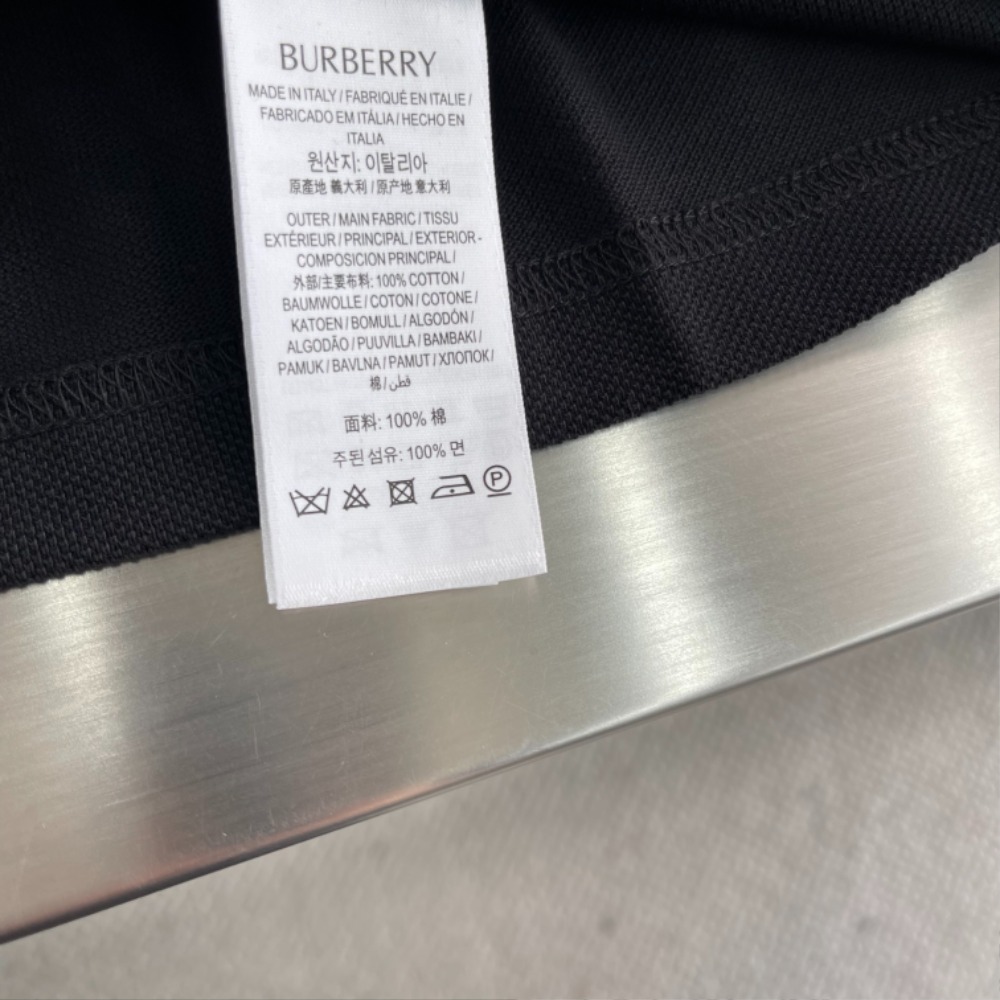 BURBERRY
MADE IN ITALY / FABRIQUÉ EN ITALIE /
FABRICADO EM ITÁLIA / HECHO EN
ITALIA
원산지: 이탈리아
原產地 義大利 / 原产地 意大利
OUTER / MAIN FABRIC / TISSU
EXTÉRIEUR / PRINCIPAL / EXTERIOR -
COMPOSICION PRINCIPAL /
外部/主要布料: 100% COTTON /
BAUMWOLLE / COTON / COTONE /
KATOEN / BOMULL / ALGODÓN /
ALGODÃO / PUUVILLA / BAMBAKI /
PAMUK / BAVLNA / PAMUT / ХЛОПОК /
棉 / قطن
面料: 100% 棉
주된 섬유: 100% 면
P